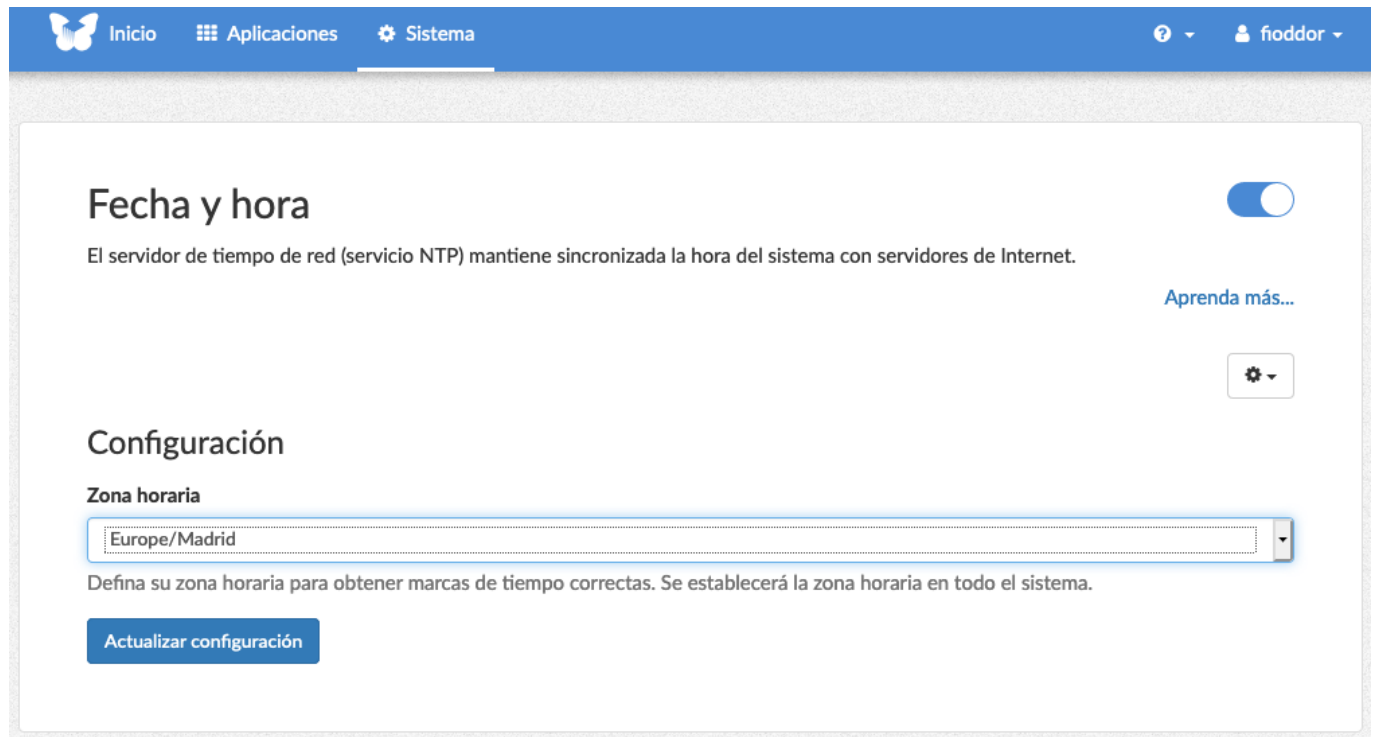 Inicio Aplicaciones Sistema fioddor
Fecha y hora
El servidor de tiempo de red (servicio NTP) mantiene sincronizada la hora del sistema con servidores de Internet.
Aprenda más...
Configuración
Zona horaria
Europe/Madrid
Defina su zona horaria para obtener marcas de tiempo correctas. Se establecerá la zona horaria en todo el sistema.
Actualizar configuración